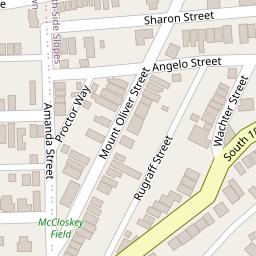 Sharon Street
Side Slopes
Angelo Street
Amanda Street
Proctor Way
Mount Oliver Street
Rugraff Street
Wachter Street
South
McCloskey
Field